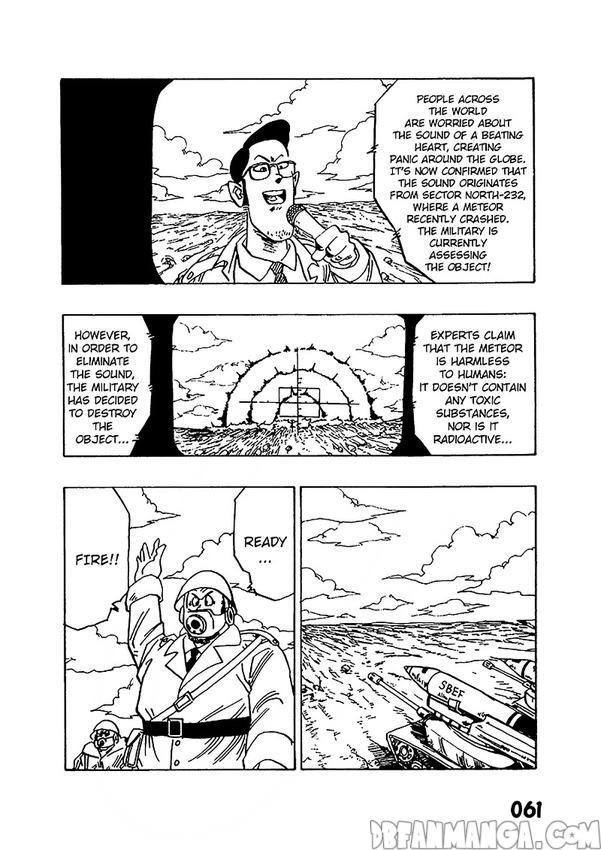 PEOPLE ACROSS
THE WORLD
ARE WORRIED ABOUT
THE SOUND OF A BEATING
HEART, CREATING
PANIC AROUND THE GLOBE.
IT'S NOW CONFIRMED THAT
THE SOUND ORIGINATES
FROM SECTOR NORTH-232,
WHERE A METEOR
RECENTLY CRASHED.
THE MILITARY IS
CURRENTLY
ASSESSING
THE OBJECT!
EXPERTS CLAIM
THAT THE METEOR
IS HARMLESS
TO HUMANS:
IT DOESN'T CONTAIN
ANY TOXIC
SUBSTANCES,
NOR IS IT
RADIOACTIVE...
HOWEVER,
IN ORDER TO
ELIMINATE
THE SOUND,
THE MILITARY
HAS DECIDED
TO DESTROY
THE
OBJECT...
SBEF
READY
...
FIRE!!
061
DBFANMANGA.COM